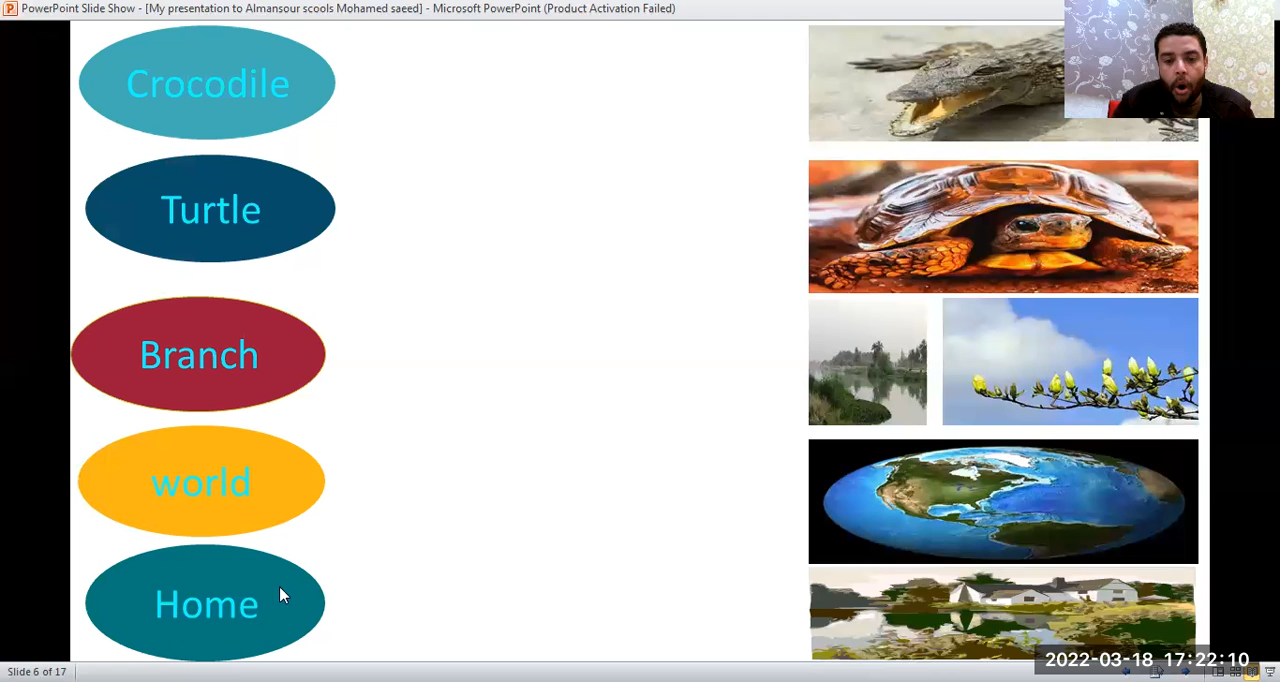 PowerPoint Slide Show - [My presentation to Almansour scools Mohamed saeed] - Microsoft PowerPoint (Product Activation Failed)
Crocodile
Turtle
Branch
world
Home
2022-03-18 17:22:10
Slide 6 of 17